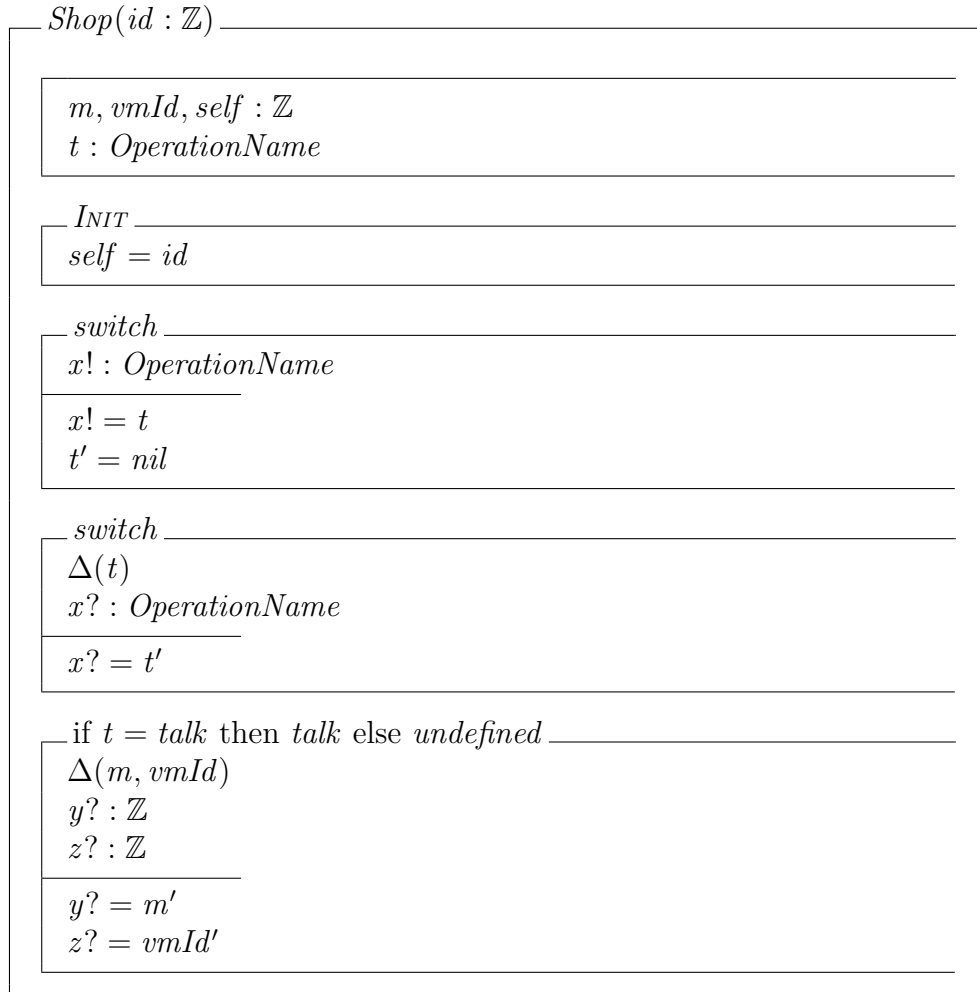 Shop(id : ℤ)
m, vmId, self : ℤ
t : OperationName
INIT
self = id
switch
x! : OperationName
x! = t
t′ = nil
switch
Δ(t)
x? : OperationName
x? = t′
if t = talk then talk else undefined
Δ(m, vmId)
y? : ℤ
z? : ℤ
y? = m′
z? = vmId′